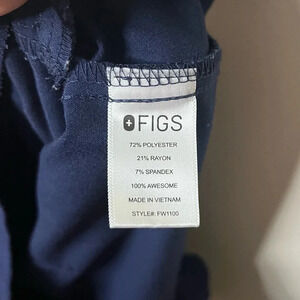 FIGS
72% POLYESTER
21% RAYON
7% SPANDEX
100% AWESOME
MADE IN VIETNAM
STYLE#: FW1100